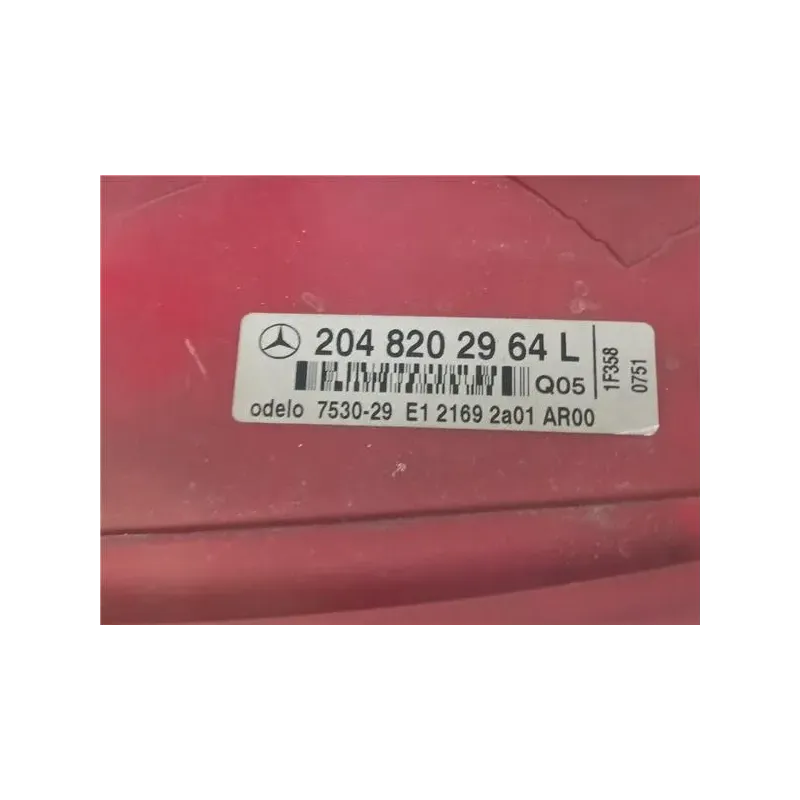 204 820 29 64 L
Q05
odelo 7530-29 E1 2169 2a01 AR00
1F358
0751